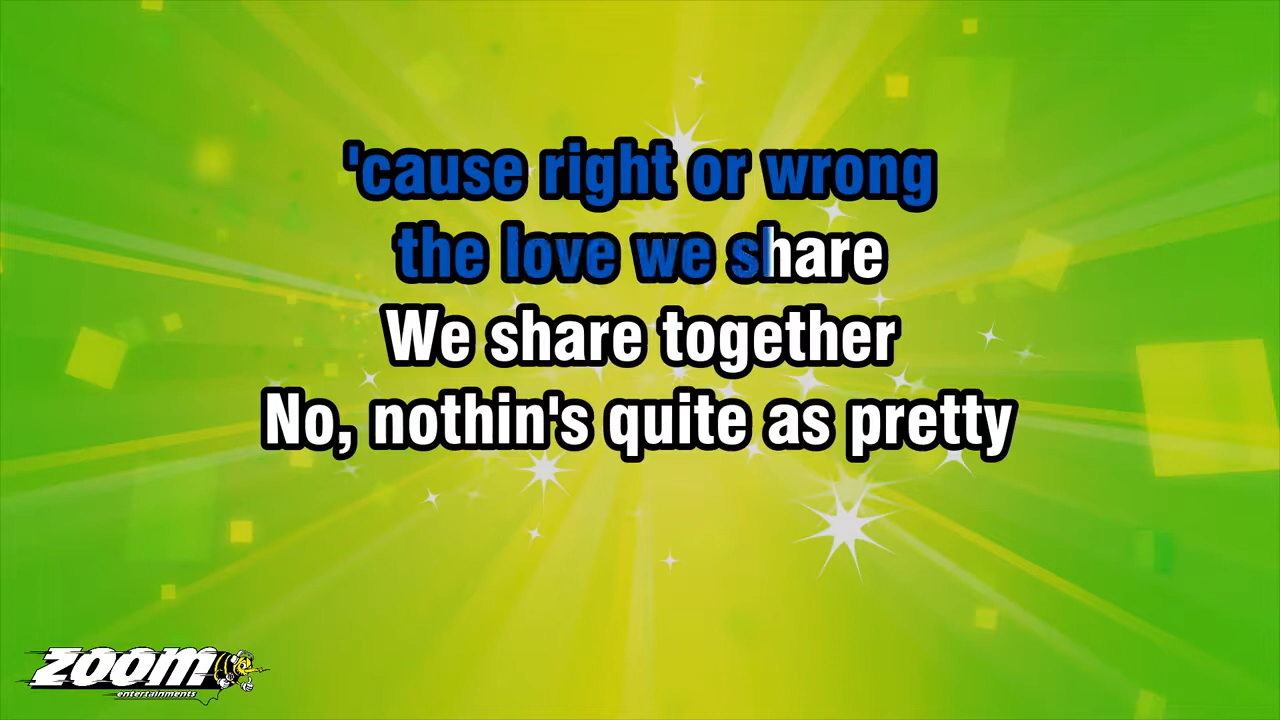 'cause right or wrong
the love we share
We share together
No, nothin's quite as pretty
ZOOM
entertainments